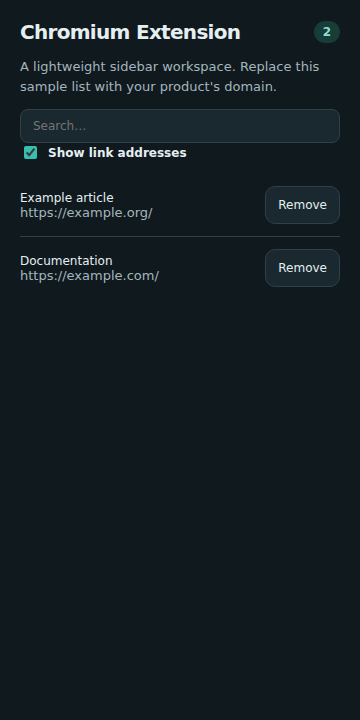 Chromium Extension
2
A lightweight sidebar workspace. Replace this
sample list with your product's domain.
Search...
Show link addresses
Example article
https://example.org/
Remove
Documentation
https://example.com/
Remove